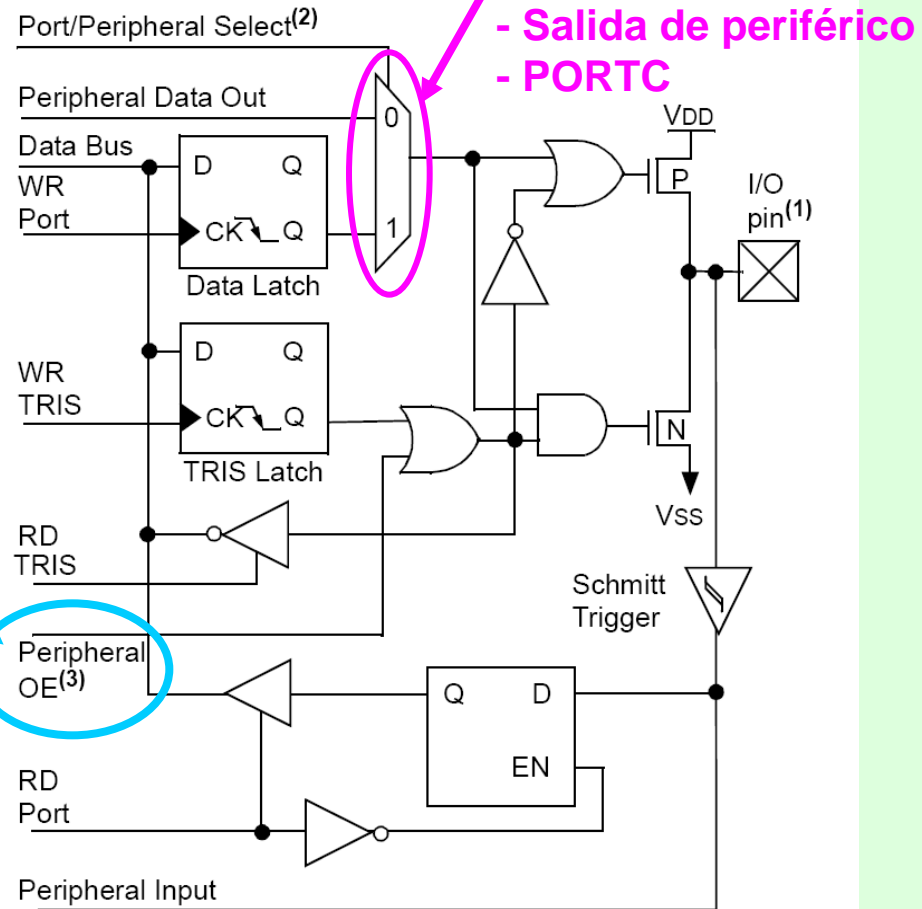 Port/Peripheral Select(2)
- Salida de periférico
- PORTC
Peripheral Data Out
0
VDD
Data Bus
D Q
P
WR
Port
I/O
pin(1)
CK Q
1
Data Latch
D Q
WR
TRIS
CK Q
N
TRIS Latch
VSS
RD
TRIS
Schmitt
Trigger
Peripheral
OE(3)
Q D
EN
RD
Port
Peripheral Input